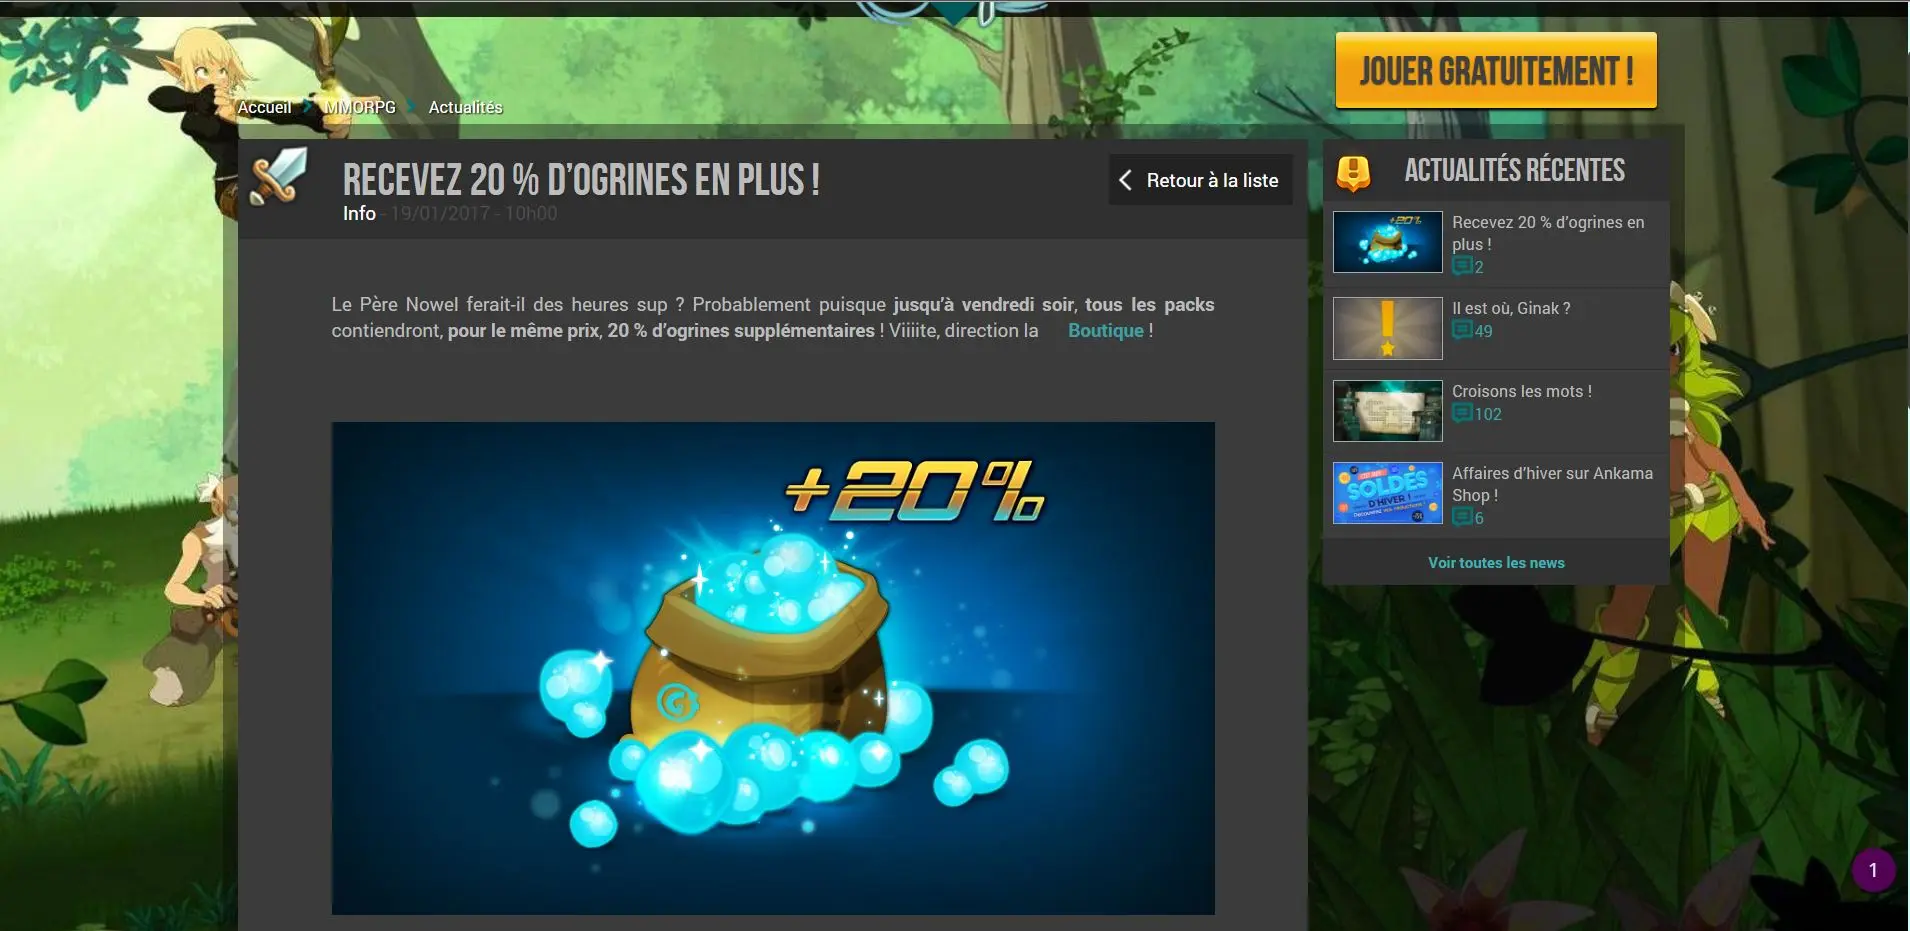 JOUER GRATUITEMENT !
Accueil > MMORPG > Actualités
RECEVEZ 20 % D’OGRINES EN PLUS !
Info - 19/01/2017 - 10h00
Retour à la liste
Le Père Nowel ferait-il des heures sup ? Probablement puisque jusqu’à vendredi soir, tous les packs
contiendront, pour le même prix, 20 % d’ogrines supplémentaires ! Viiiite, direction la Boutique !
+20%
G
ACTUALITÉS RÉCENTES
+20%
Recevez 20 % d’ogrines en
plus !
2
Il est où, Ginak ?
49
Croisons les mots !
102
SOLDES
D'HIVER !
Affaires d’hiver sur Ankama
Shop !
6
Voir toutes les news
1